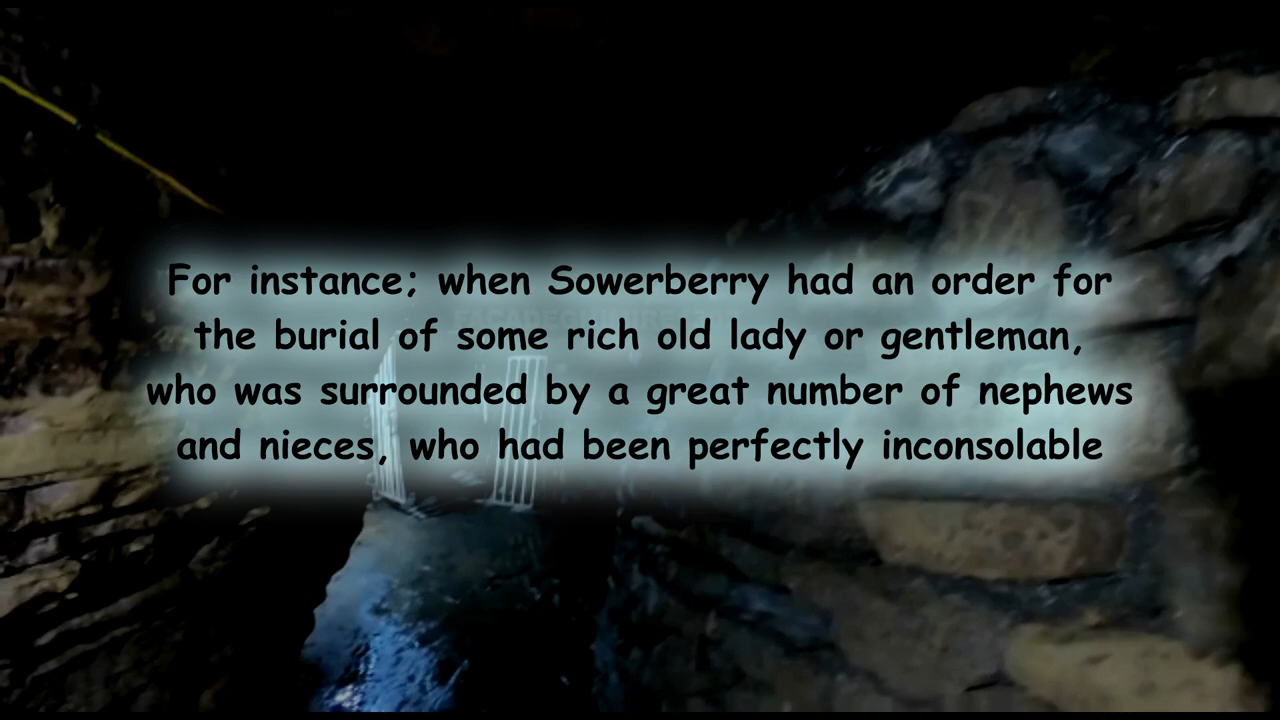 For instance; when Sowerberry had an order for
the burial of some rich old lady or gentleman,
who was surrounded by a great number of nephews
and nieces, who had been perfectly inconsolable